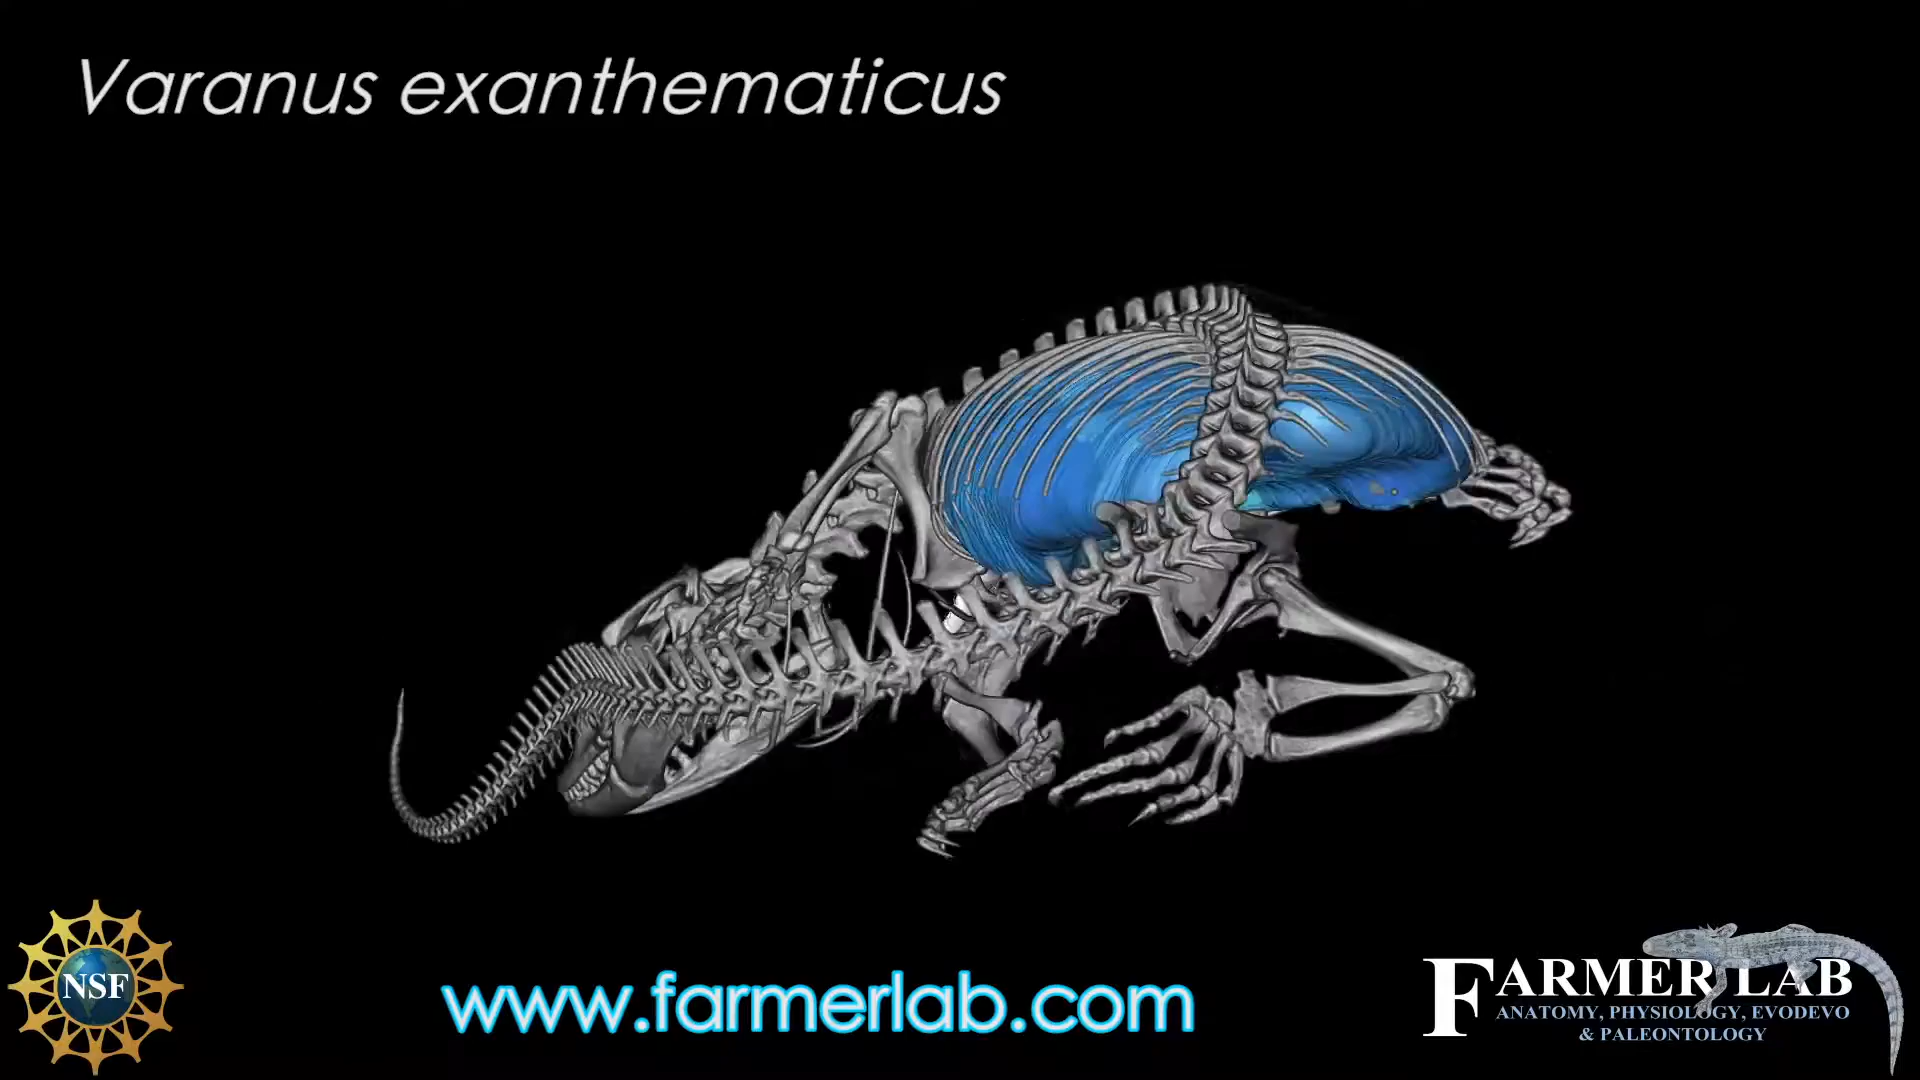 Varanus exanthematicus
NSF
www.farmerlab.com
FARMER LAB
ANATOMY, PHYSIOLOGY, EVODEVO
& PALEONTOLOGY